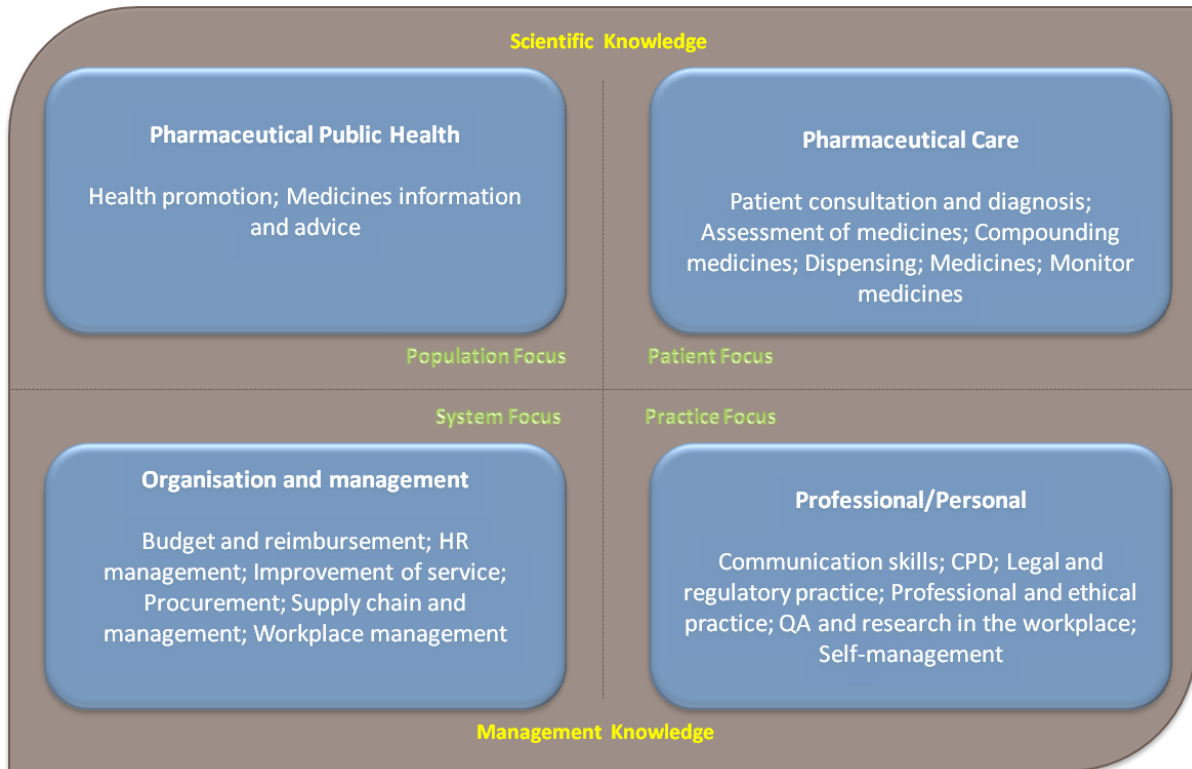 Scientific Knowledge
Pharmaceutical Public Health
Health promotion; Medicines information
and advice
Population Focus
Pharmaceutical Care
Patient consultation and diagnosis;
Assessment of medicines; Compounding
medicines; Dispensing; Medicines; Monitor
medicines
Patient Focus
System Focus
Organisation and management
Budget and reimbursement; HR
management; Improvement of service;
Procurement; Supply chain and
management; Workplace management
Practice Focus
Professional/Personal
Communication skills; CPD; Legal and
regulatory practice; Professional and ethical
practice; QA and research in the workplace;
Self-management
Management Knowledge